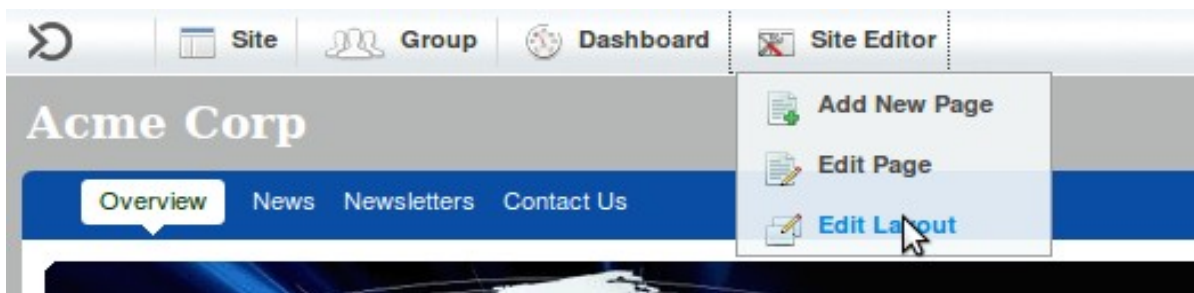 Site Group Dashboard Site Editor
Add New Page
Acme Corp
Edit Page
Overview News Newsletters Contact Us
Edit Layout